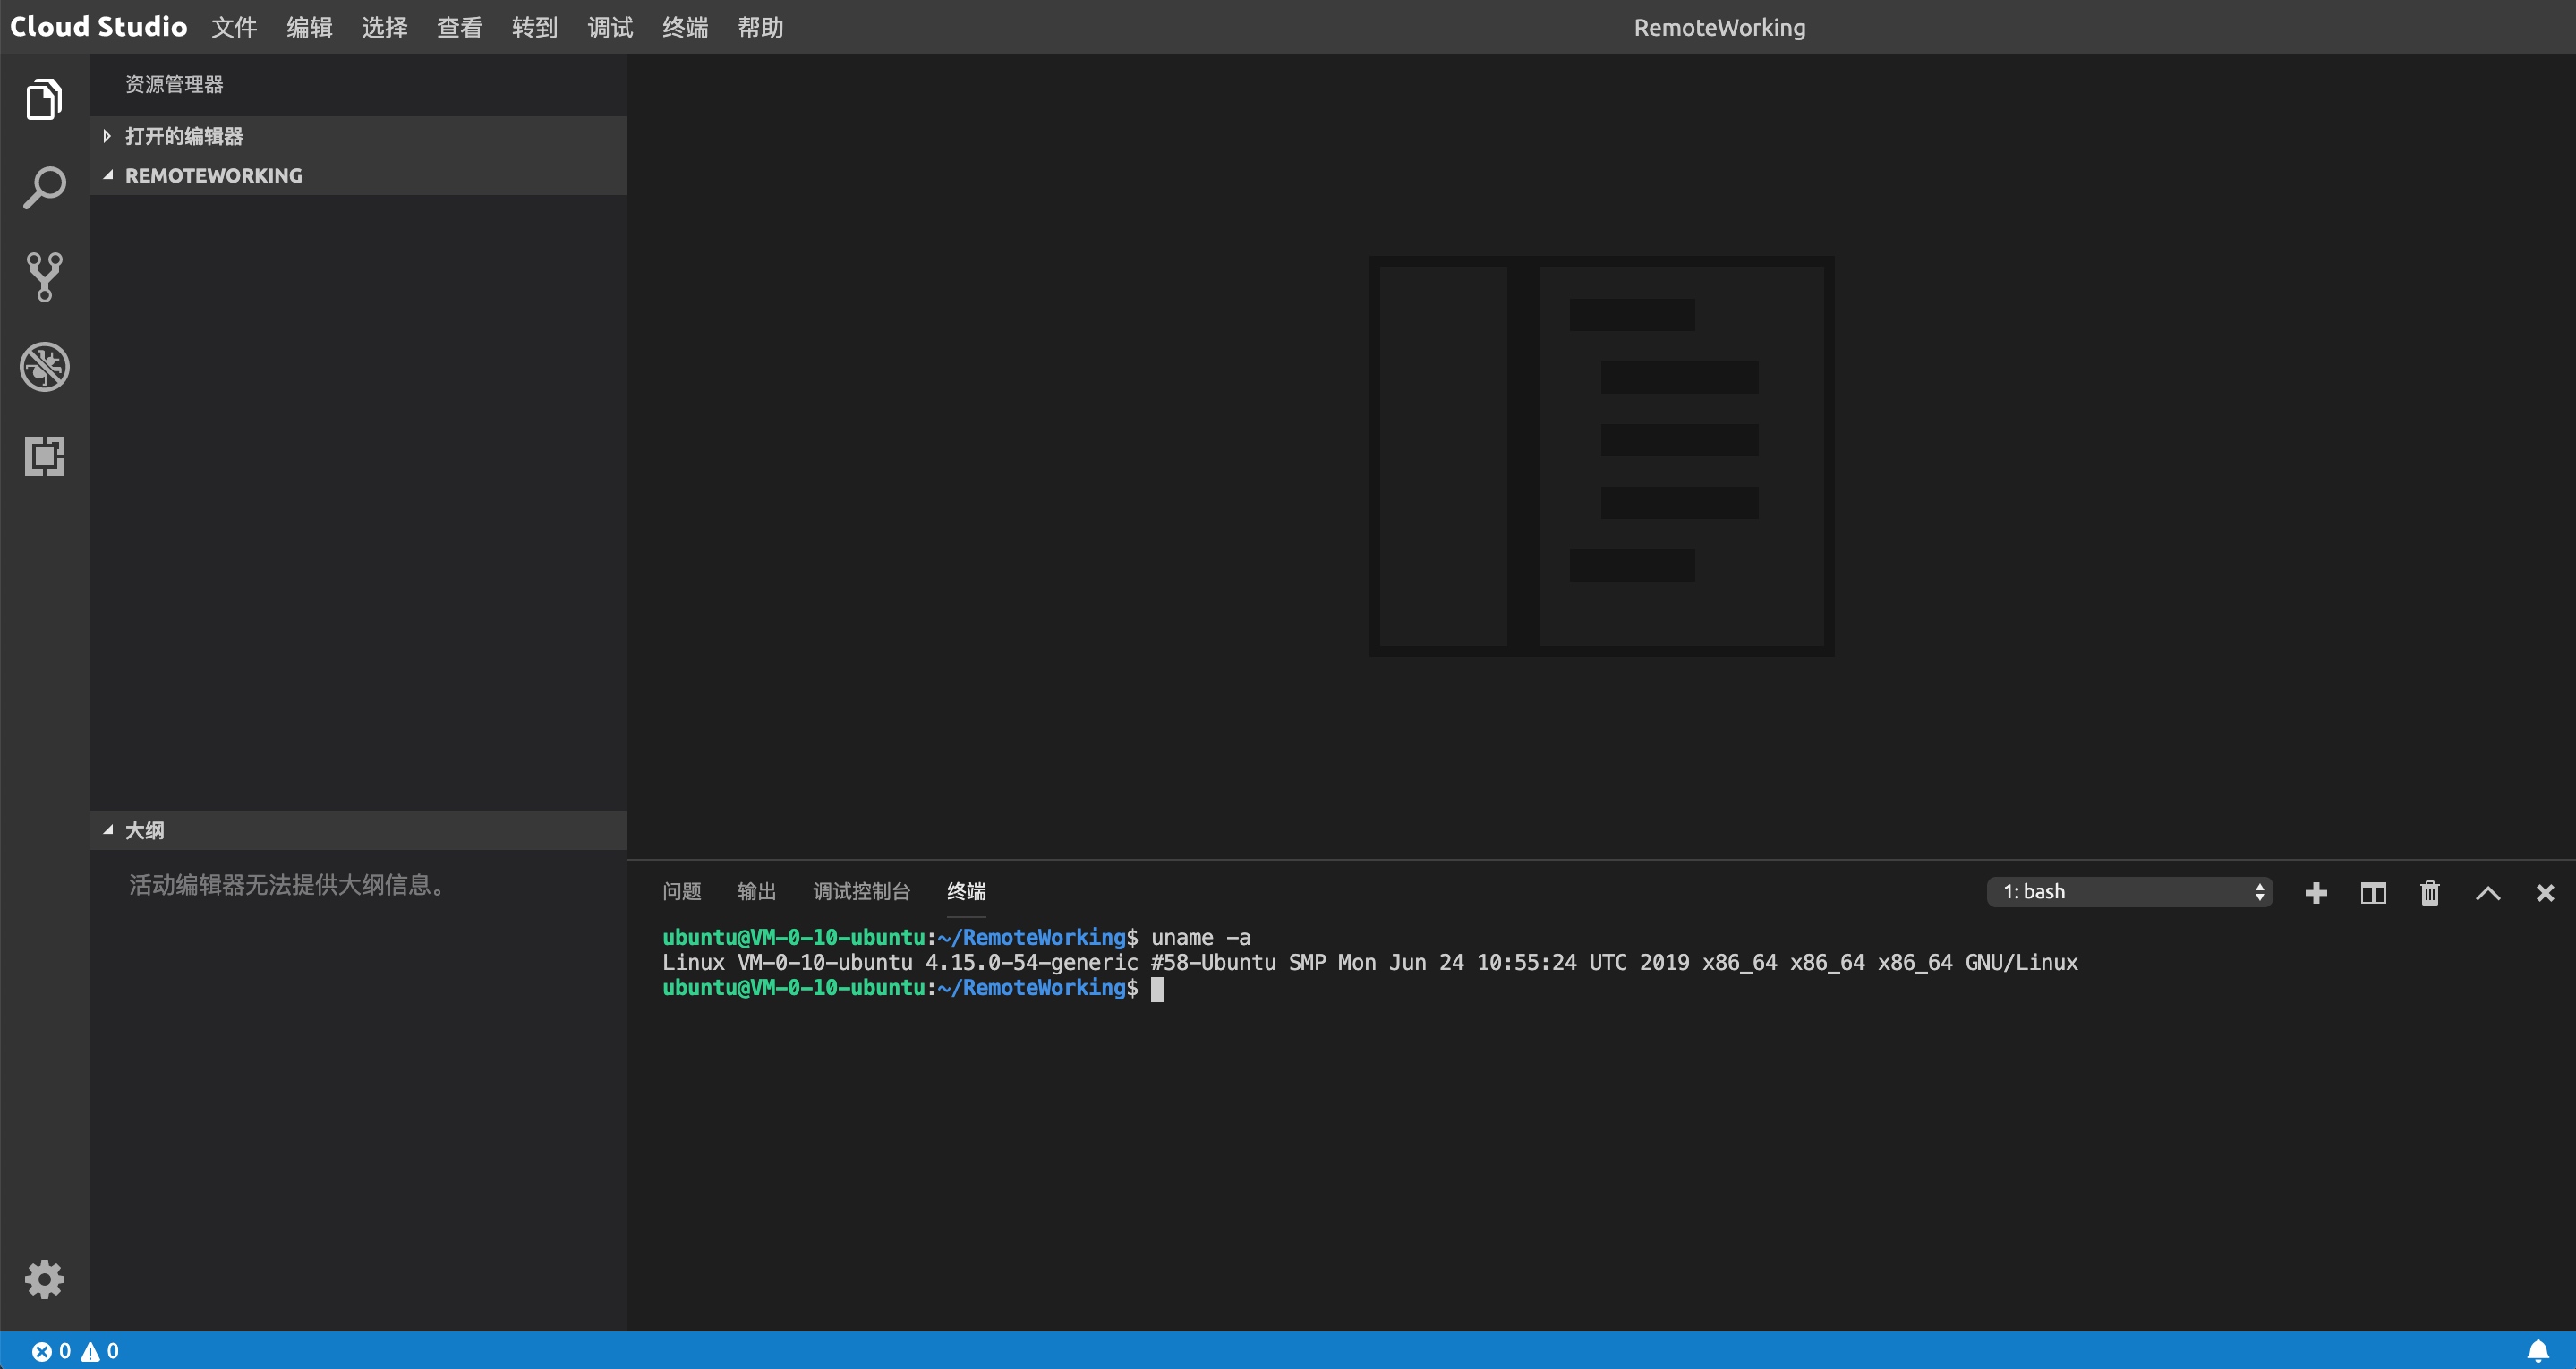 Cloud Studio 文件 编辑 选择 查看 转到 调试 终端 帮助 RemoteWorking
资源管理器
打开的编辑器
REMOTEWORKING
大纲
活动编辑器无法提供大纲信息。
问题 输出 调试控制台 终端 1: bash
ubuntu@VM-0-10-ubuntu:~/RemoteWorking$ uname -a
Linux VM-0-10-ubuntu 4.15.0-54-generic #58-Ubuntu SMP Mon Jun 24 10:55:24 UTC 2019 x86_64 x86_64 x86_64 GNU/Linux
ubuntu@VM-0-10-ubuntu:~/RemoteWorking$
0 0